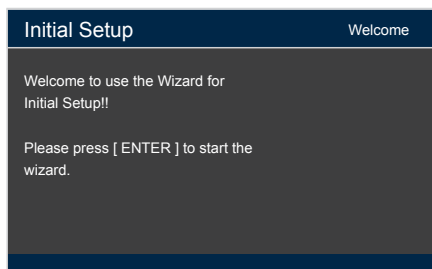 Initial Setup
Welcome
Welcome to use the Wizard for
Initial Setup!!
Please press [ ENTER ] to start the
wizard.